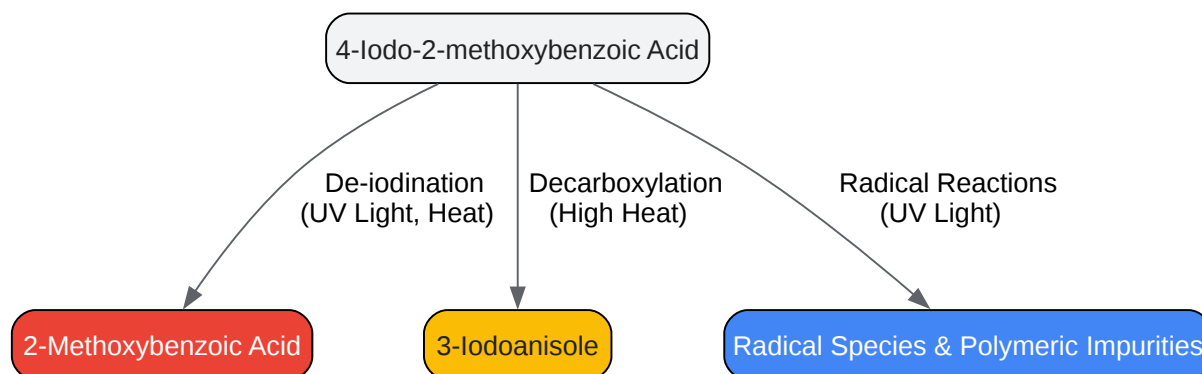 4-Iodo-2-methoxybenzoic Acid
De-iodination
(UV Light, Heat)
Decarboxylation
(High Heat)
Radical Reactions
(UV Light)
2-Methoxybenzoic Acid
3-Iodoanisole
Radical Species & Polymeric Impurities